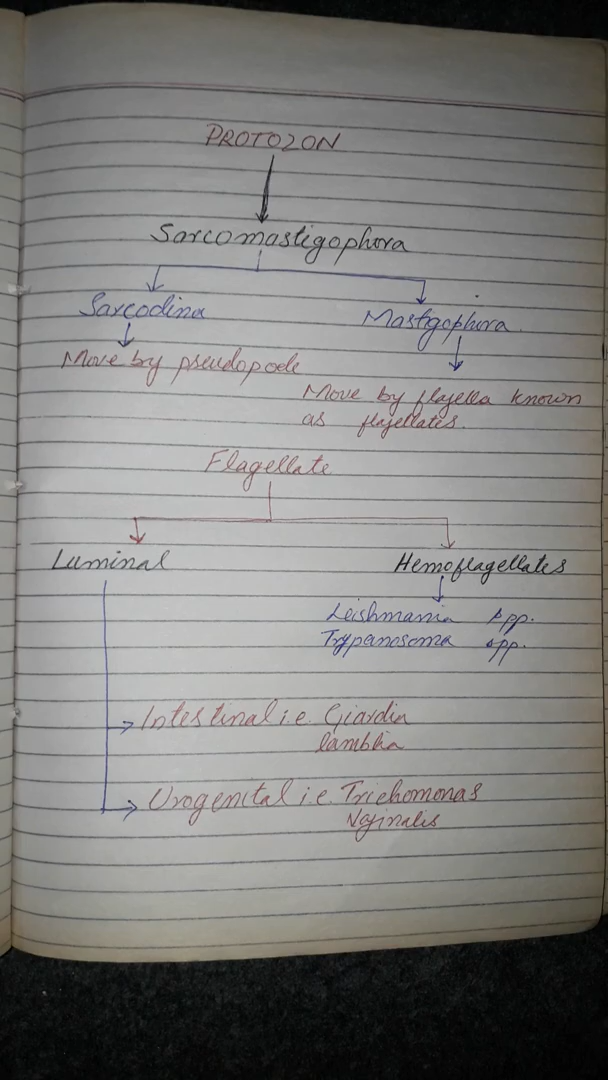 PROTOZON
Sarcomastigophora
Sarcodina
Mastigophora.
Move by pseudopode
Move by flagella known
as flagellates.
Flagellate
Luminal
Hemoflagellates
Leishmania spp.
Trypanosoma spp.
Intestinal i.e. Giardia
lamblia
Urogenital i.e. Trichomonas
Vaginalis